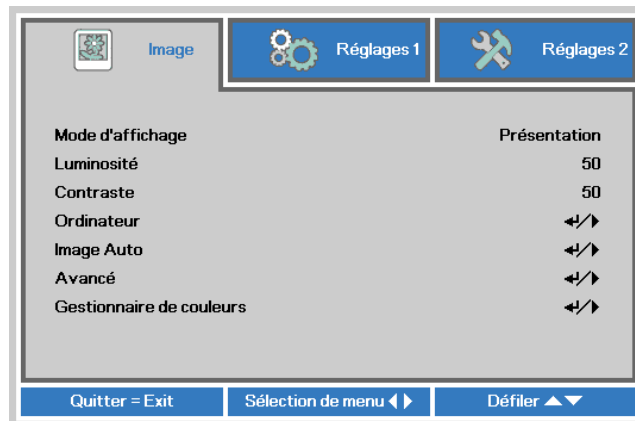 Image Réglages 1 Réglages 2
Mode d'affichage Présentation
Luminosité 50
Contraste 50
Ordinateur
Image Auto
Avancé
Gestionnaire de couleurs
Quitter = Exit Sélection de menu Défiler